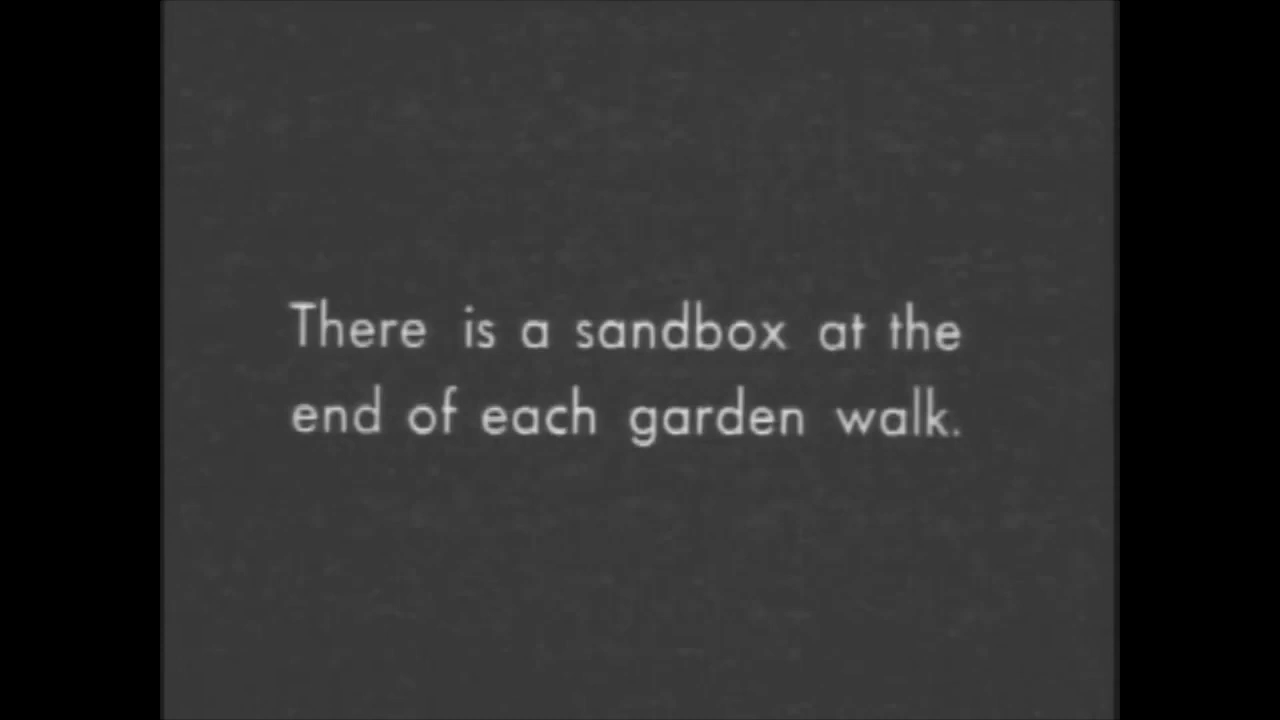 There is a sandbox at the
end of each garden walk.